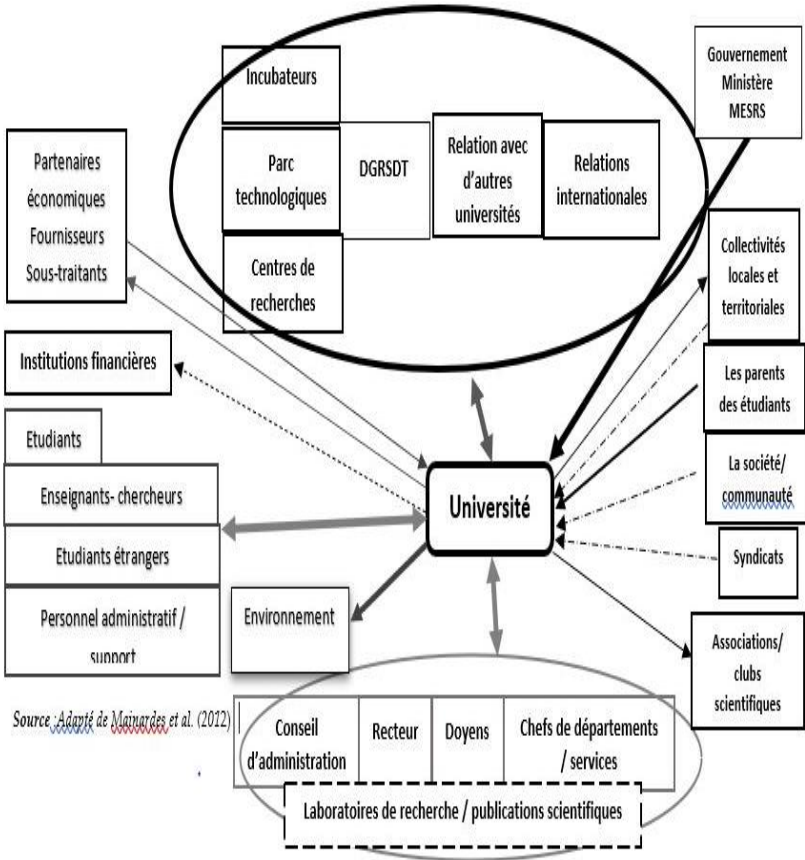 Incubateurs
Gouvernement
Ministère
MESRS
Partenaires
économiques
Fournisseurs
Sous-traitants
Parc
technologiques
DGRSDT
Relation avec
d'autres
universités
Relations
internationales
Centres de
recherches
Collectivités
locales et
territoriales
Institutions financières
Les parents
des étudiants
Etudiants
Enseignants- chercheurs
Etudiants étrangers
Personnel administratif /
support
Université
La société/
communauté
Syndicats
Environnement
Associations/
clubs
scientifiques
Source : Adapté de Mainardes et al. (2012)
Conseil
d'administration
Recteur
Doyens
Chefs de départements
/ services
Laboratoires de recherche / publications scientifiques